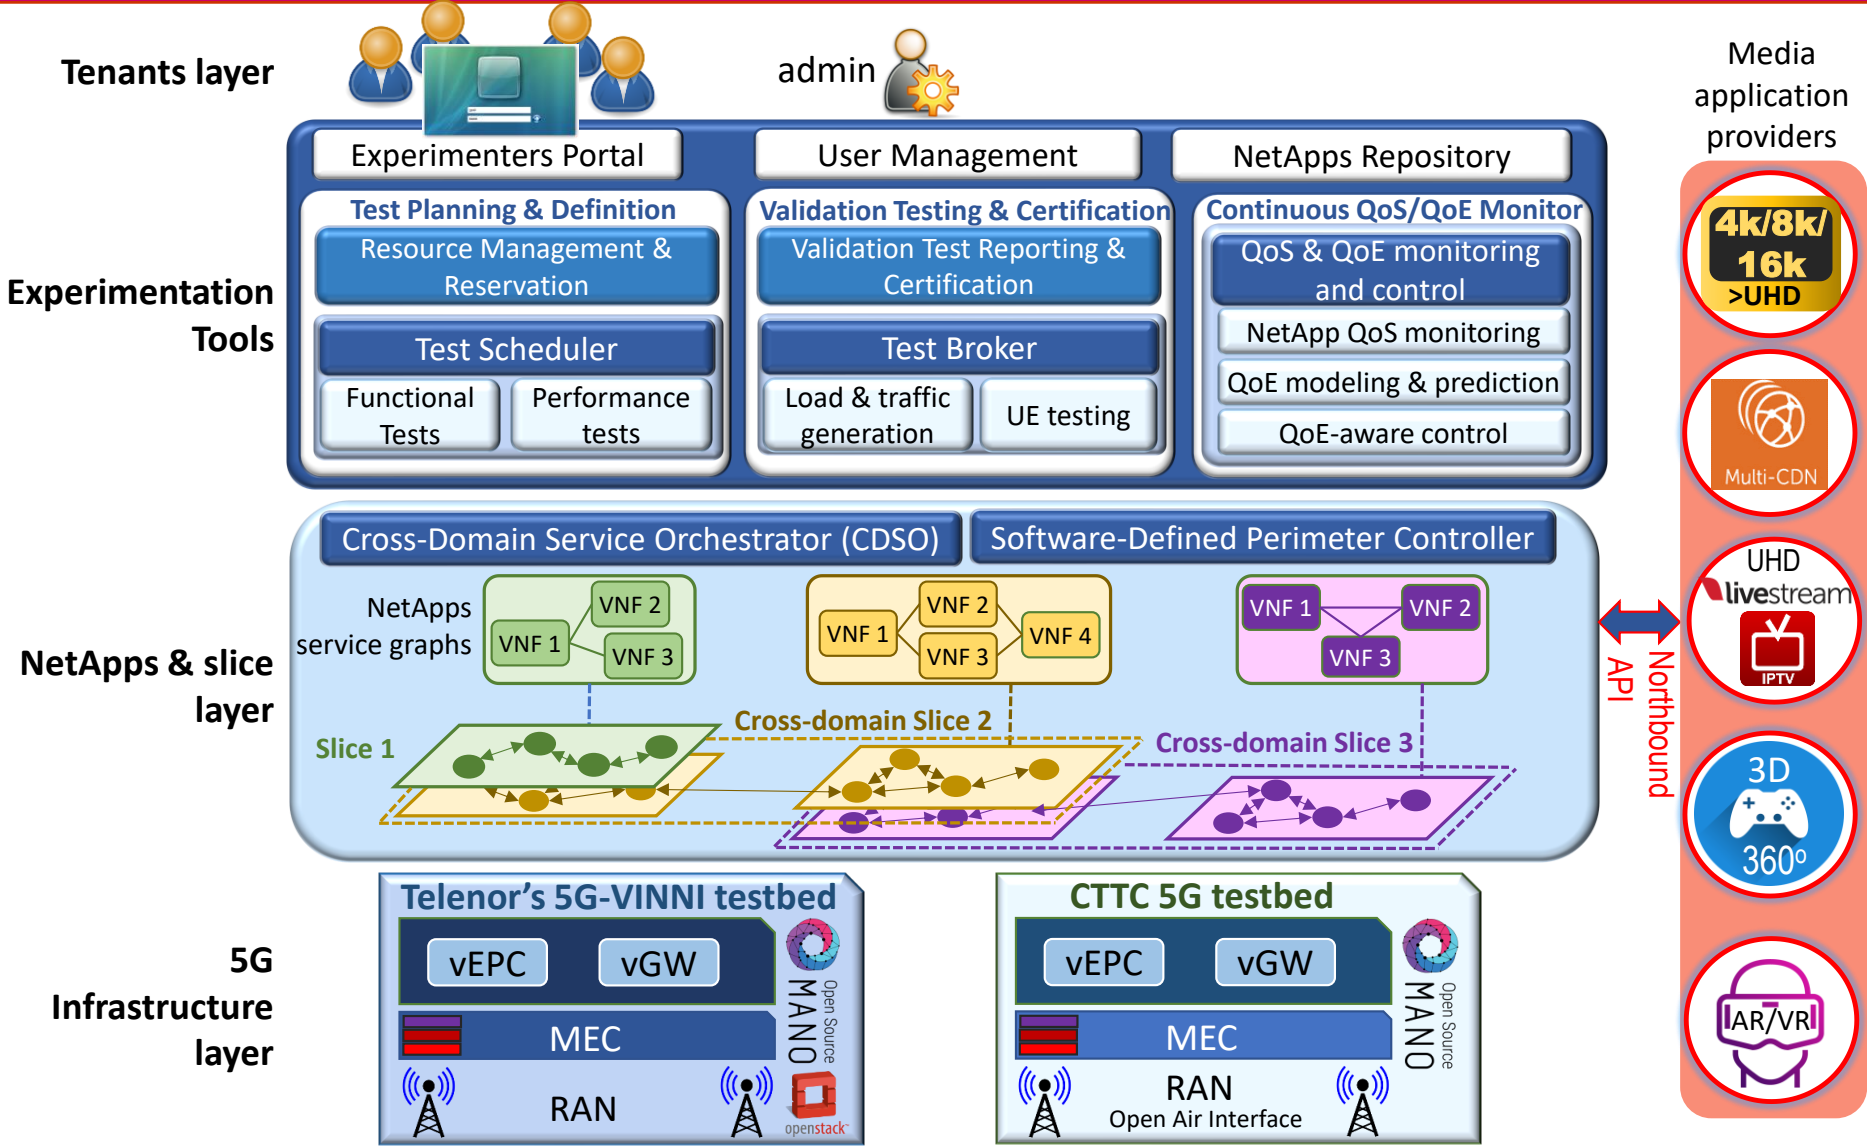 Tenants layer
admin
Media
application
providers
Experimenters Portal
User Management
NetApps Repository
Experimentation
Tools
Test Planning & Definition
Resource Management &
Reservation
Test Scheduler
Functional
Tests
Performance
tests
Validation Testing & Certification
Validation Test Reporting &
Certification
Test Broker
Load & traffic
generation
UE testing
Continuous QoS/QoE Monitor
QoS & QoE monitoring
and control
NetApp QoS monitoring
QoE modeling & prediction
QoE-aware control
4k/8k/
16k
>UHD
Multi-CDN
UHD
livestream
IPTV
3D
360º
AR/VR
Northbound
API
NetApps & slice
layer
Cross-Domain Service Orchestrator (CDSO)
Software-Defined Perimeter Controller
NetApps
service graphs
VNF 1
VNF 2
VNF 3
VNF 1
VNF 2
VNF 3
VNF 4
VNF 1
VNF 2
VNF 3
Slice 1
Cross-domain Slice 2
Cross-domain Slice 3
5G
Infrastructure
layer
Telenor’s 5G-VINNI testbed
vEPC
vGW
MEC
RAN
Open Source
MANO
openstack
CTTC 5G testbed
vEPC
vGW
MEC
RAN
Open Air Interface
Open Source
MANO